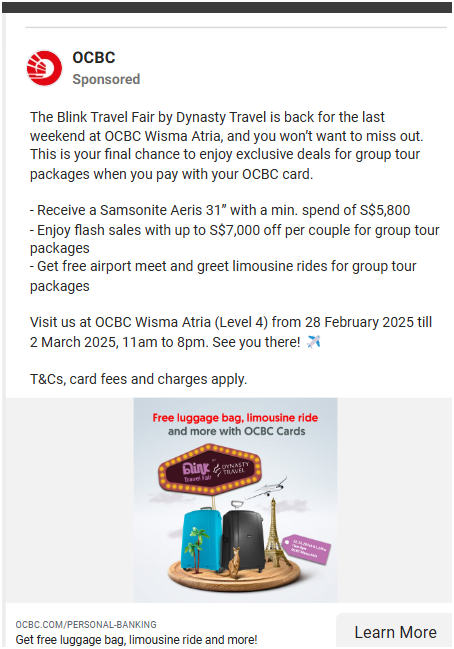 OCBC
Sponsored
The Blink Travel Fair by Dynasty Travel is back for the last
weekend at OCBC Wisma Atria, and you won’t want to miss out.
This is your final chance to enjoy exclusive deals for group tour
packages when you pay with your OCBC card.
- Receive a Samsonite Aeris 31” with a min. spend of S$5,800
- Enjoy flash sales with up to S$7,000 off per couple for group tour
packages
- Get free airport meet and greet limousine rides for group tour
packages
Visit us at OCBC Wisma Atria (Level 4) from 28 February 2025 till
2 March 2025, 11am to 8pm. See you there! ✈️
T&Cs, card fees and charges apply.
Free luggage bag, limousine ride
and more with OCBC Cards
blink
Travel Fair
BY
DYNASTY
TRAVEL
OCBC.COM/PERSONAL-BANKING
Get free luggage bag, limousine ride and more!
Learn More